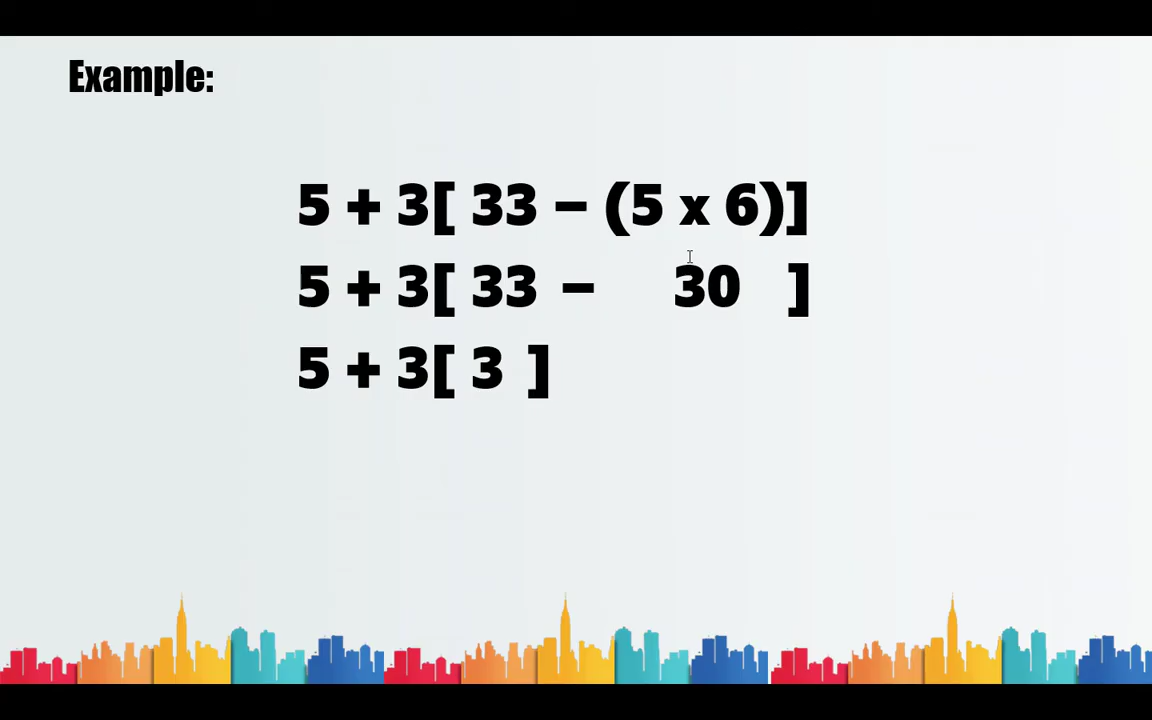 Example:
5 + 3[ 33 – (5 x 6)]
5 + 3[ 33 – 30 ]
5 + 3[ 3 ]